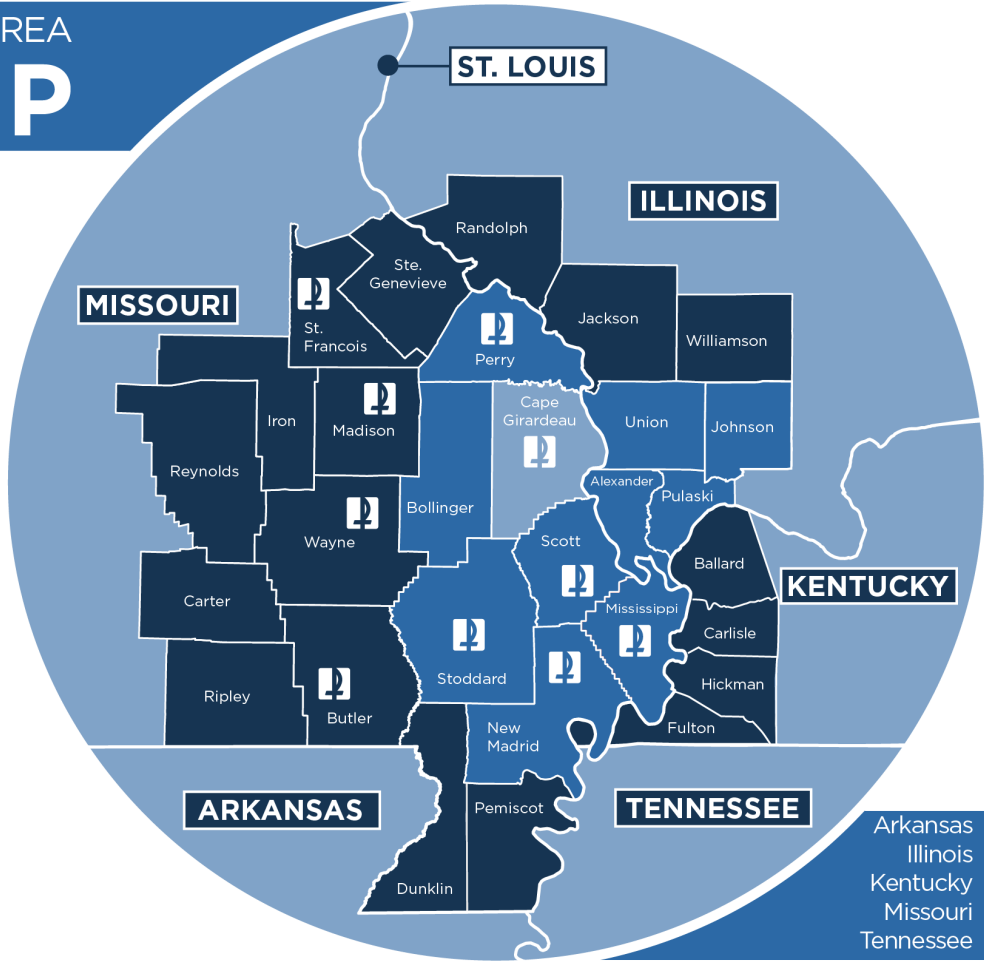 REA
P
ST. LOUIS
ILLINOIS
Randolph
Ste.
Genevieve
MISSOURI
St.
Francois
Jackson
Williamson
Perry
Cape
Girardeau
Iron
Madison
Union
Johnson
Reynolds
Alexander
Pulaski
Bollinger
Wayne
Scott
Ballard
KENTUCKY
Carter
Mississippi
Carlisle
Stoddard
Hickman
Ripley
Butler
New
Madrid
Fulton
ARKANSAS
Pemiscot
TENNESSEE
Dunklin
Arkansas
Illinois
Kentucky
Missouri
Tennessee